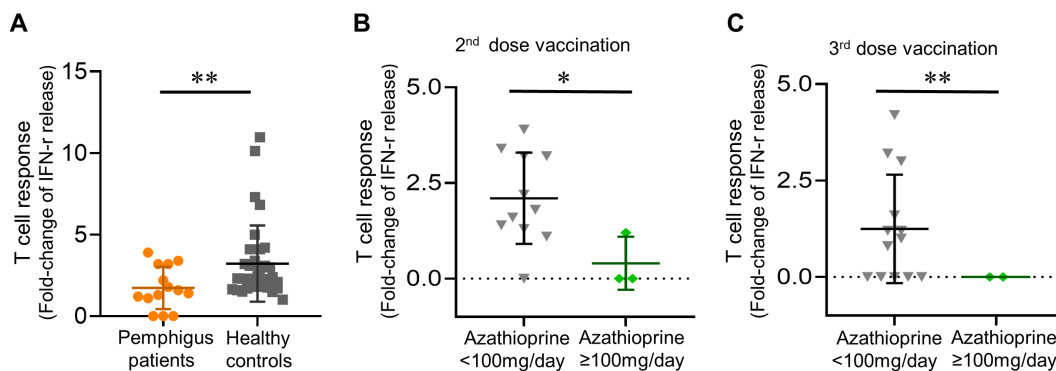 A
T cell response
(Fold-change of IFN-r release)
15
10
5
0
**
Pemphigus
patients
Healthy
controls
B
2nd dose vaccination
T cell response
(Fold-change of IFN-r release)
5.0
2.5
0.0
*
Azathioprine
<100mg/day
Azathioprine
≥100mg/day
C
3rd dose vaccination
T cell response
(Fold-change of IFN-r release)
5.0
2.5
0.0
**
Azathioprine
<100mg/day
Azathioprine
≥100mg/day